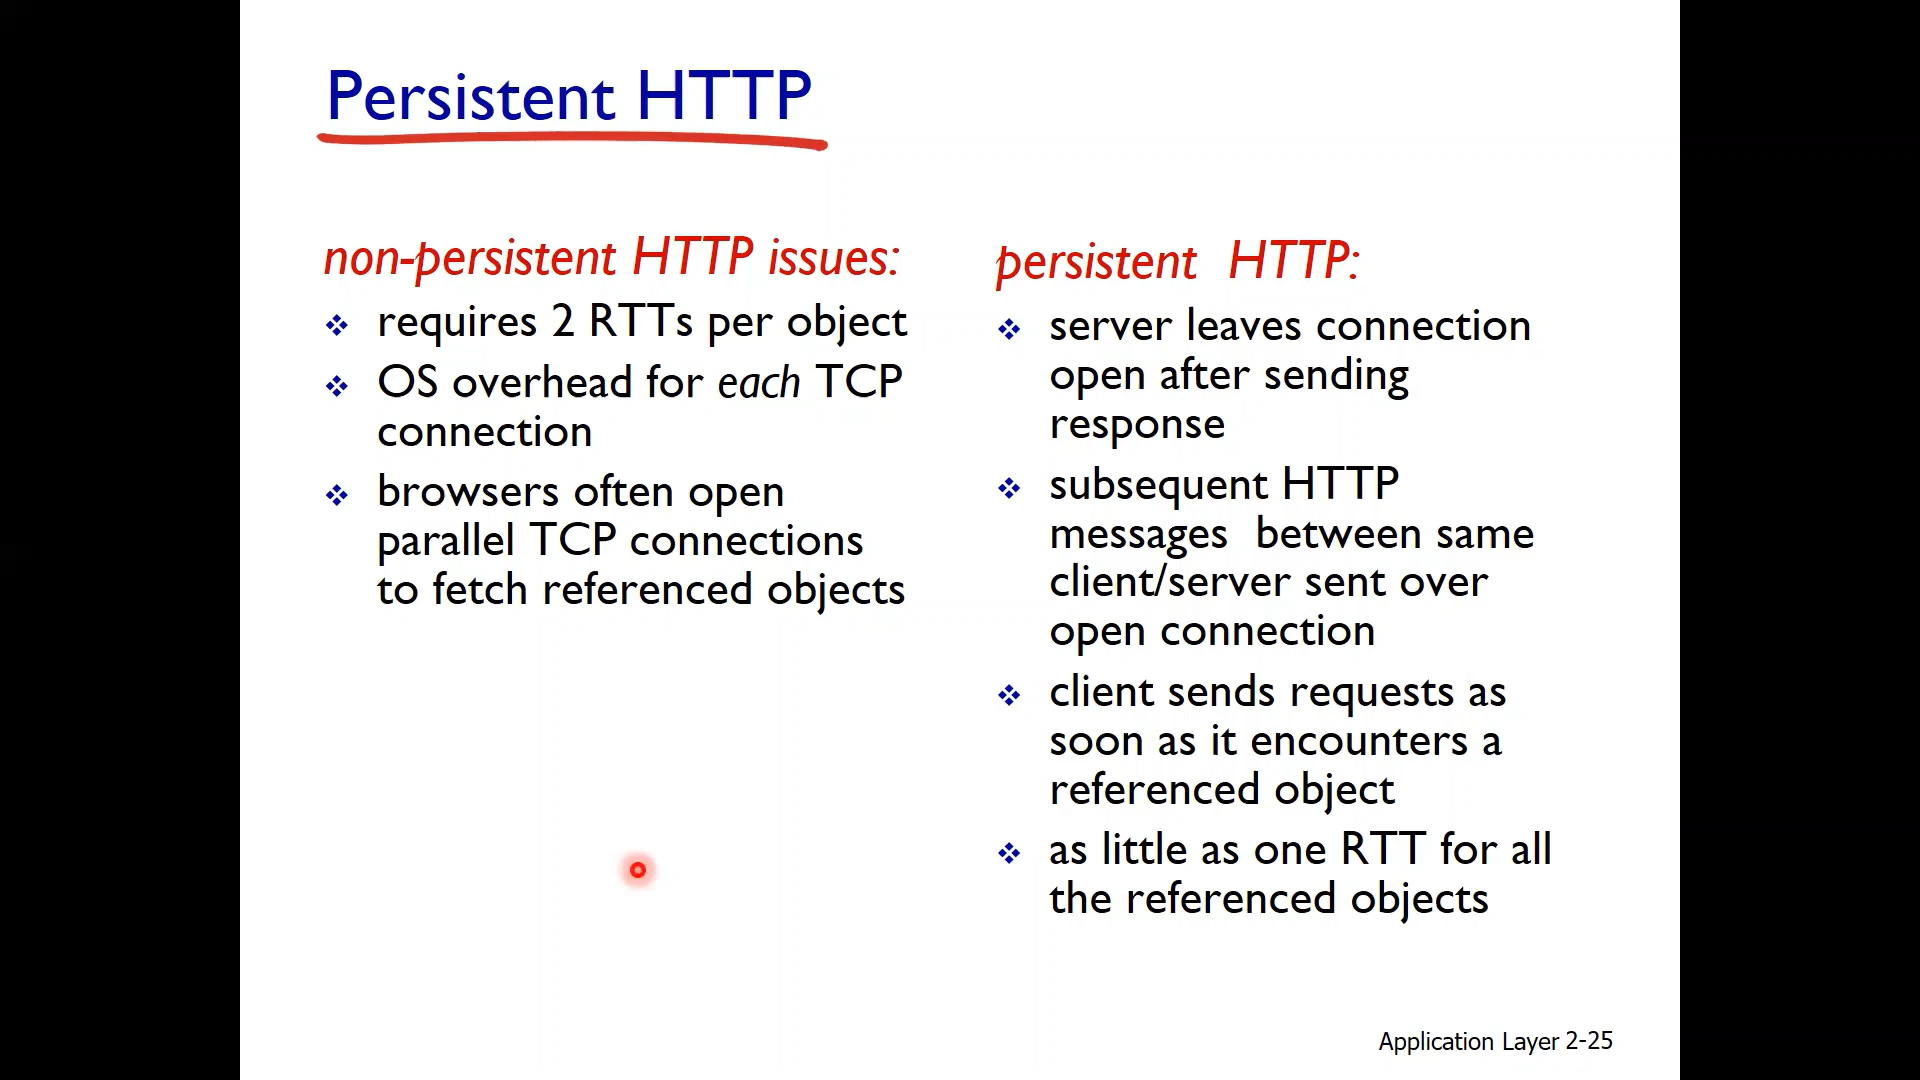 Persistent HTTP
non-persistent HTTP issues:
requires 2 RTTs per object
OS overhead for each TCP
connection
browsers often open
parallel TCP connections
to fetch referenced objects
persistent HTTP:
server leaves connection
open after sending
response
subsequent HTTP
messages between same
client/server sent over
open connection
client sends requests as
soon as it encounters a
referenced object
as little as one RTT for all
the referenced objects
Application Layer 2-25